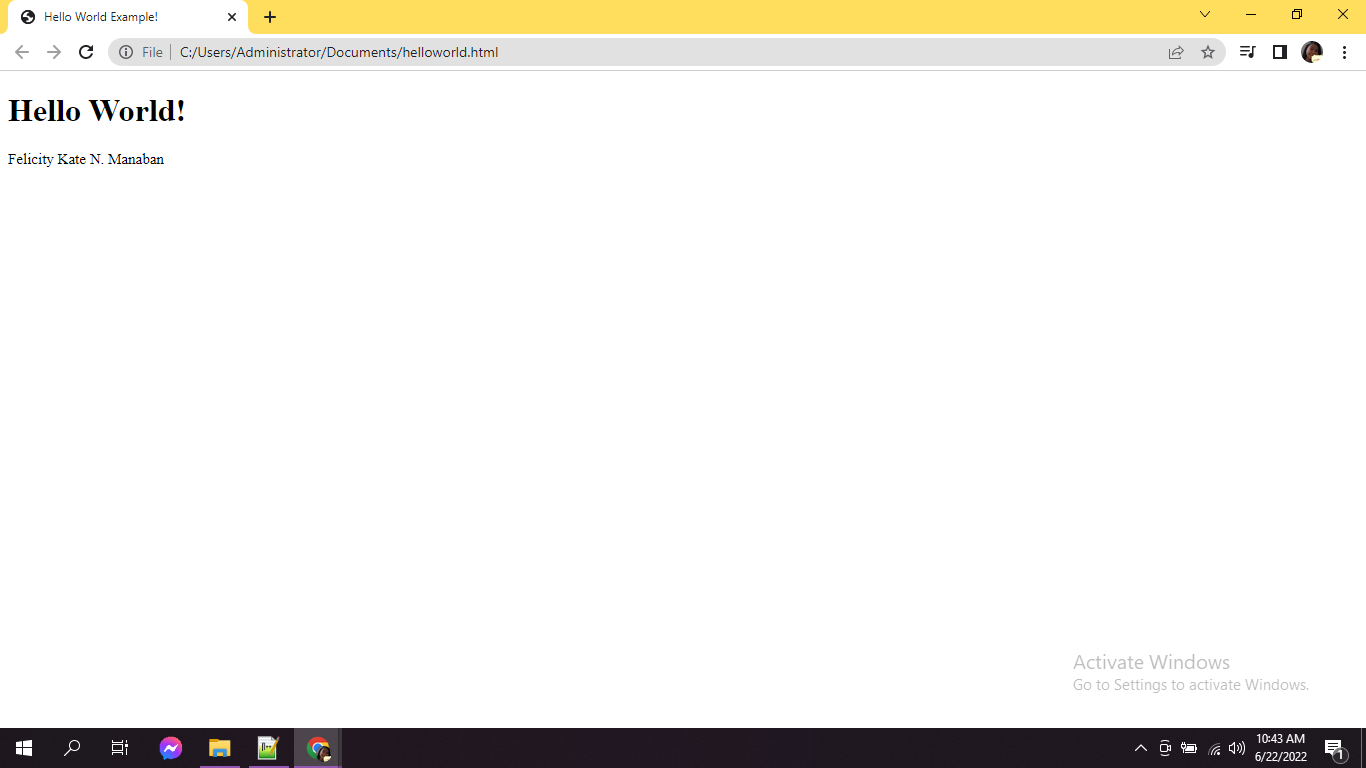 Hello World Example!
File
C:/Users/Administrator/Documents/helloworld.html
Hello World!
Felicity Kate N. Manaban
Activate Windows
Go to Settings to activate Windows.
10:43 AM
6/22/2022
1